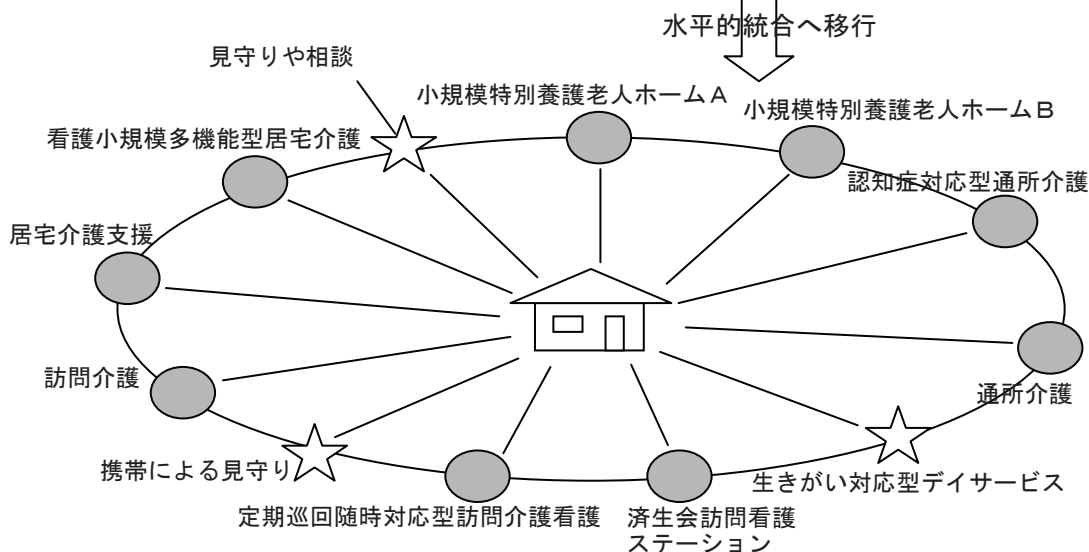 水平的統合へ移行
見守りや相談
小規模特別養護老人ホームA
小規模特別養護老人ホームB
看護小規模多機能型居宅介護
認知症対応型通所介護
居宅介護支援
訪問介護
通所介護
携帯による見守り
生きがい対応型デイサービス
定期巡回随時対応型訪問介護看護
済生会訪問看護
ステーション